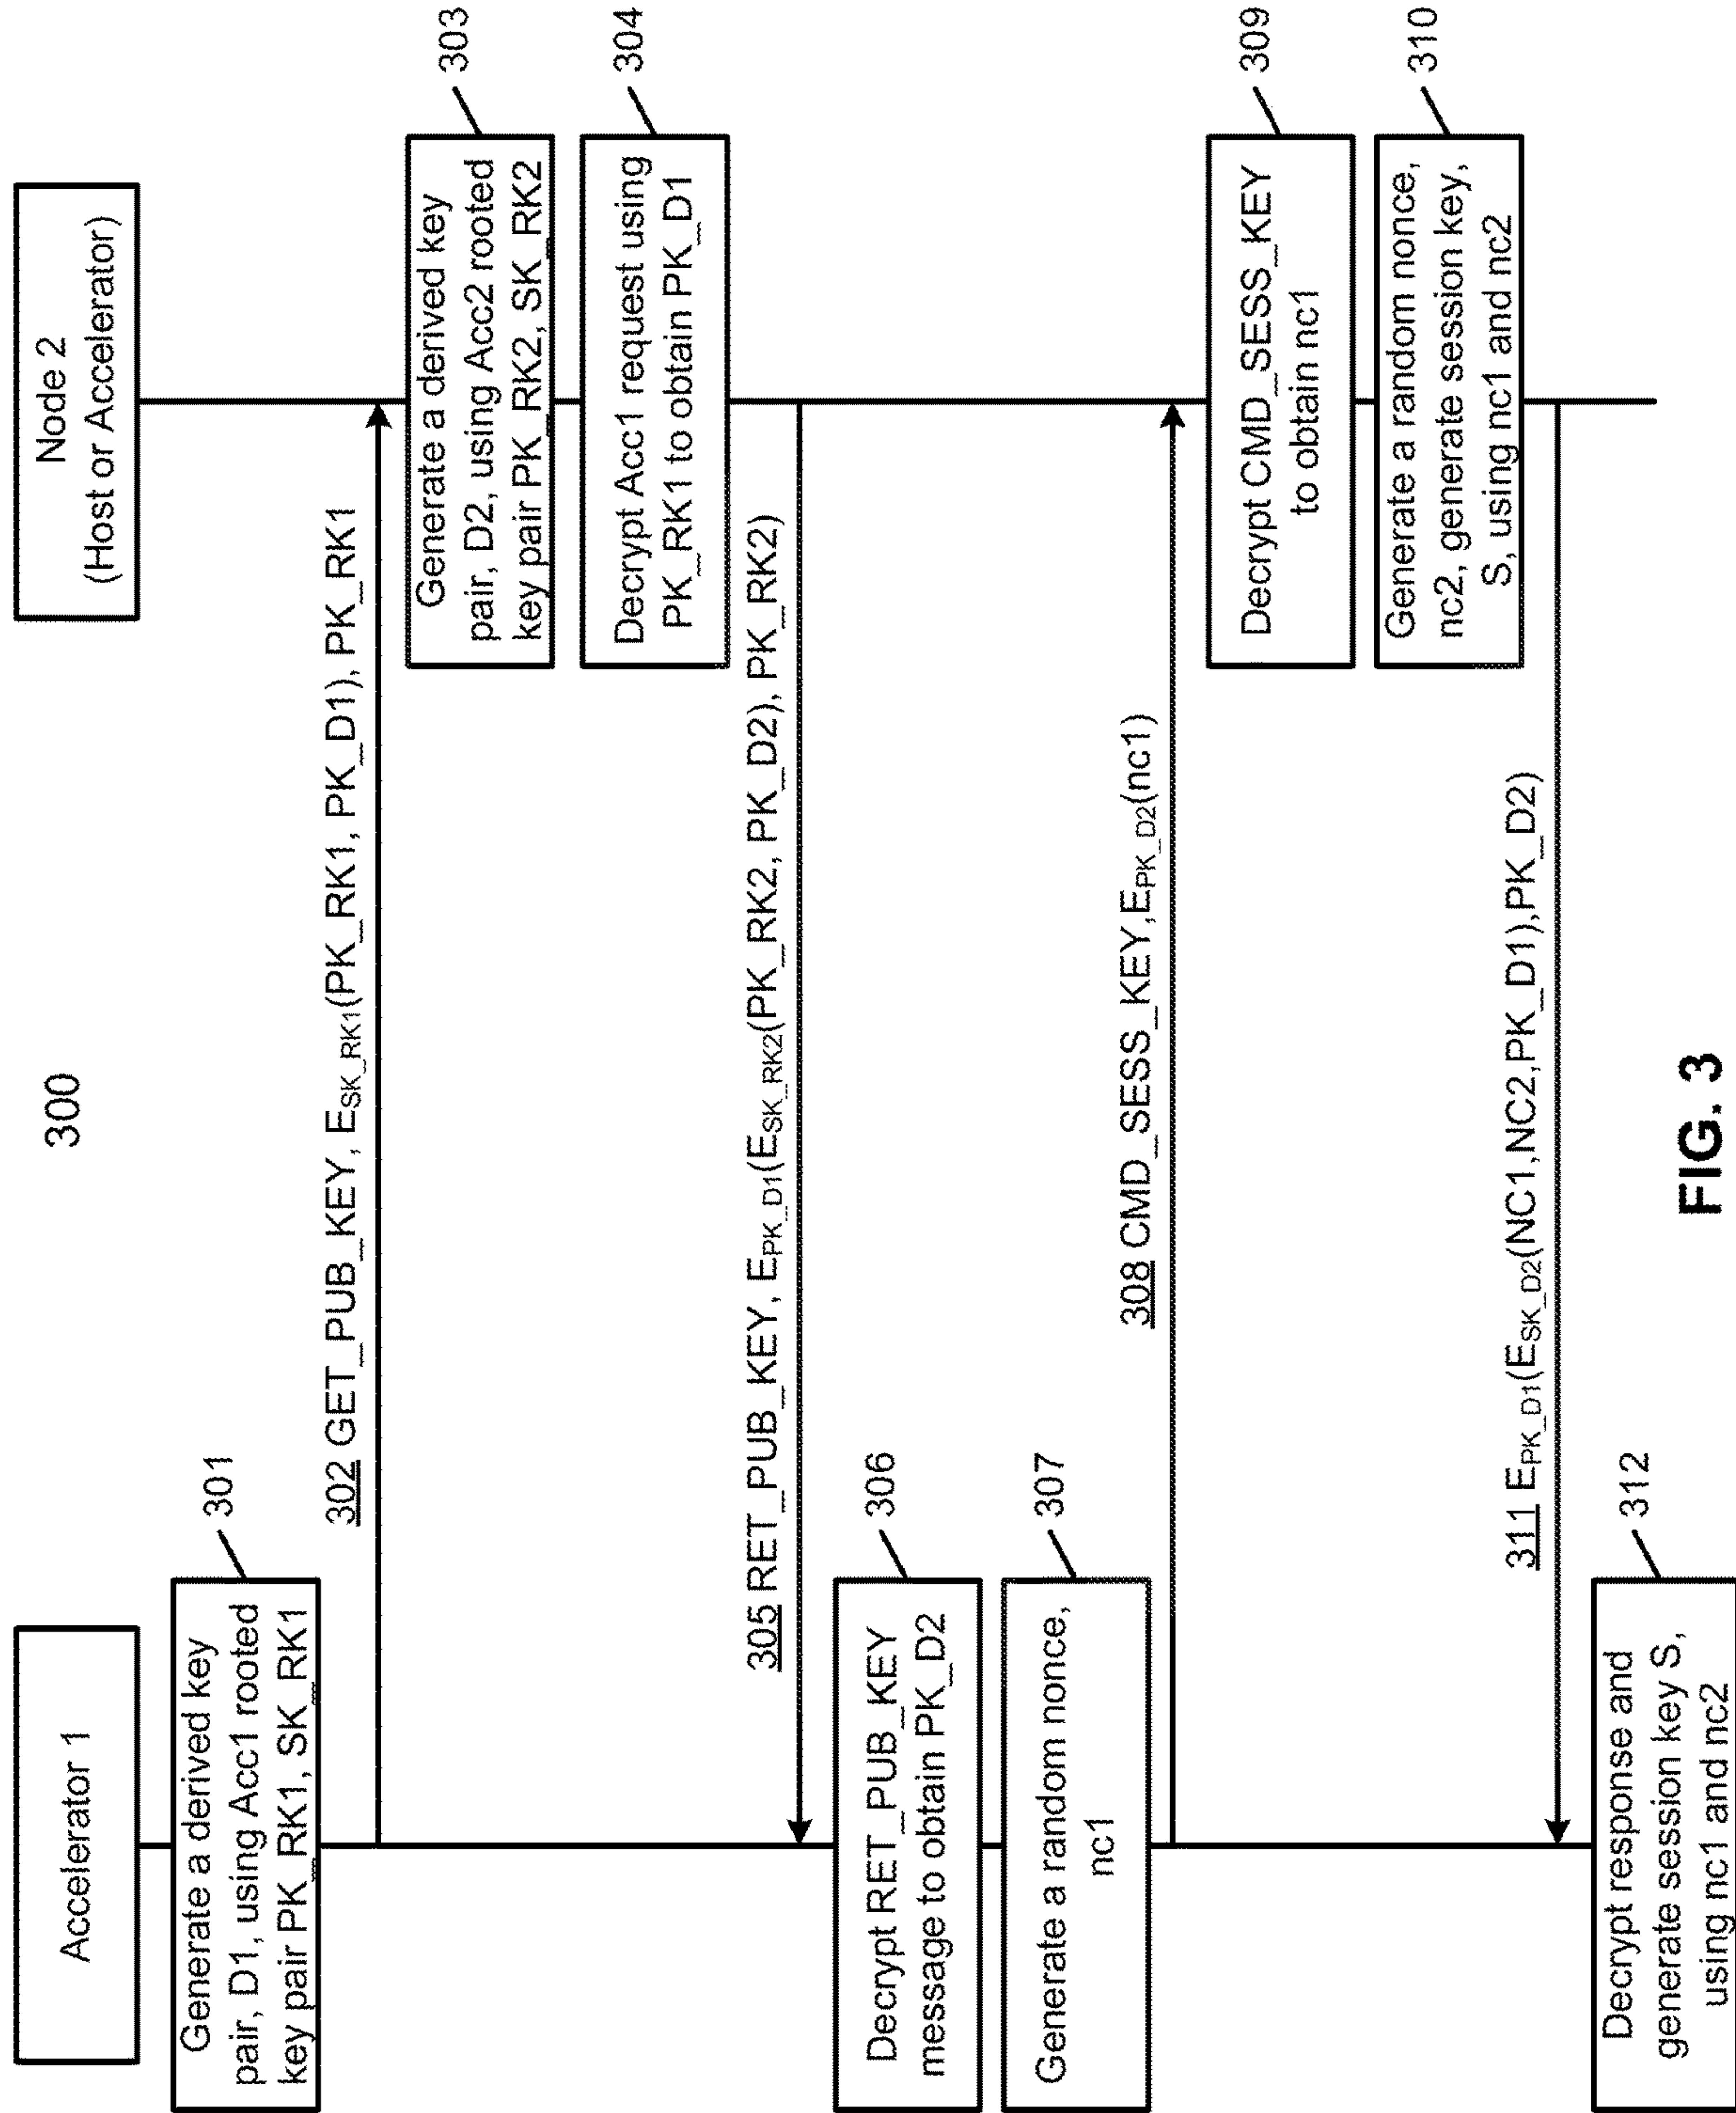 300
Accelerator 1
Node 2
(Host or Accelerator)
Generate a derived key
pair, D1, using Acc1 rooted
key pair PK_RK1, SK_RK1
301
302 GET_PUB_KEY, ESK_RK1(PK_RK1, PK_D1), PK_RK1
Generate a derived key
pair, D2, using Acc2 rooted
key pair PK_RK2, SK_RK2
303
Decrypt Acc1 request using
PK_RK1 to obtain PK_D1
304
305 RET_PUB_KEY, EPK_D1(ESK_RK2(PK_RK2, PK_D2), PK_RK2)
Decrypt RET_PUB_KEY
message to obtain PK_D2
306
Generate a random nonce,
nc1
307
308 CMD_SESS_KEY,EPK_D2(nc1)
Decrypt CMD_SESS_KEY
to obtain nc1
309
Generate a random nonce,
nc2, generate session key,
S, using nc1 and nc2
310
311 EPK_D1(ESK_D2(NC1,NC2,PK_D1),PK_D2)
Decrypt response and
generate session key S,
using nc1 and nc2
312
FIG. 3